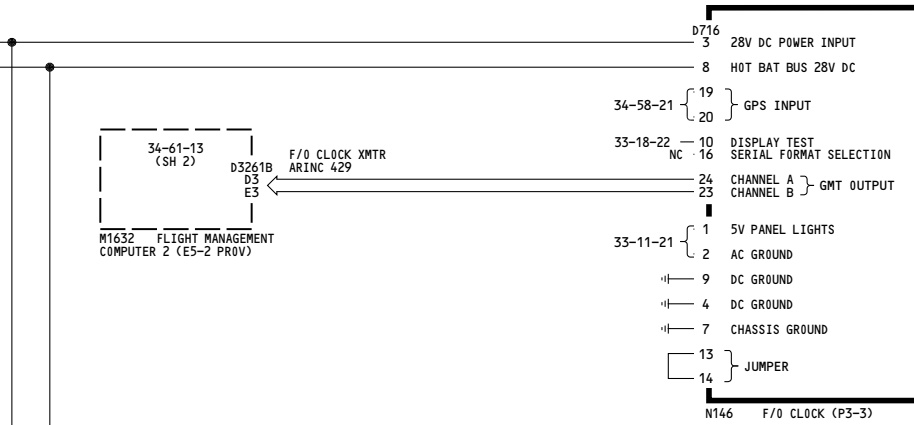 D716
3 28V DC POWER INPUT
8 HOT BAT BUS 28V DC
34-58-21
19
20
GPS INPUT
33-18-22 10 DISPLAY TEST
NC 16 SERIAL FORMAT SELECTION
34-61-13
(SH 2)
D3261B
D3
E3
F/O CLOCK XMTR
ARINC 429
24 CHANNEL A
23 CHANNEL B
GMT OUTPUT
M1632 FLIGHT MANAGEMENT
COMPUTER 2 (E5-2 PROV)
33-11-21
1 5V PANEL LIGHTS
2 AC GROUND
9 DC GROUND
4 DC GROUND
7 CHASSIS GROUND
13
14
JUMPER
N146 F/O CLOCK (P3-3)